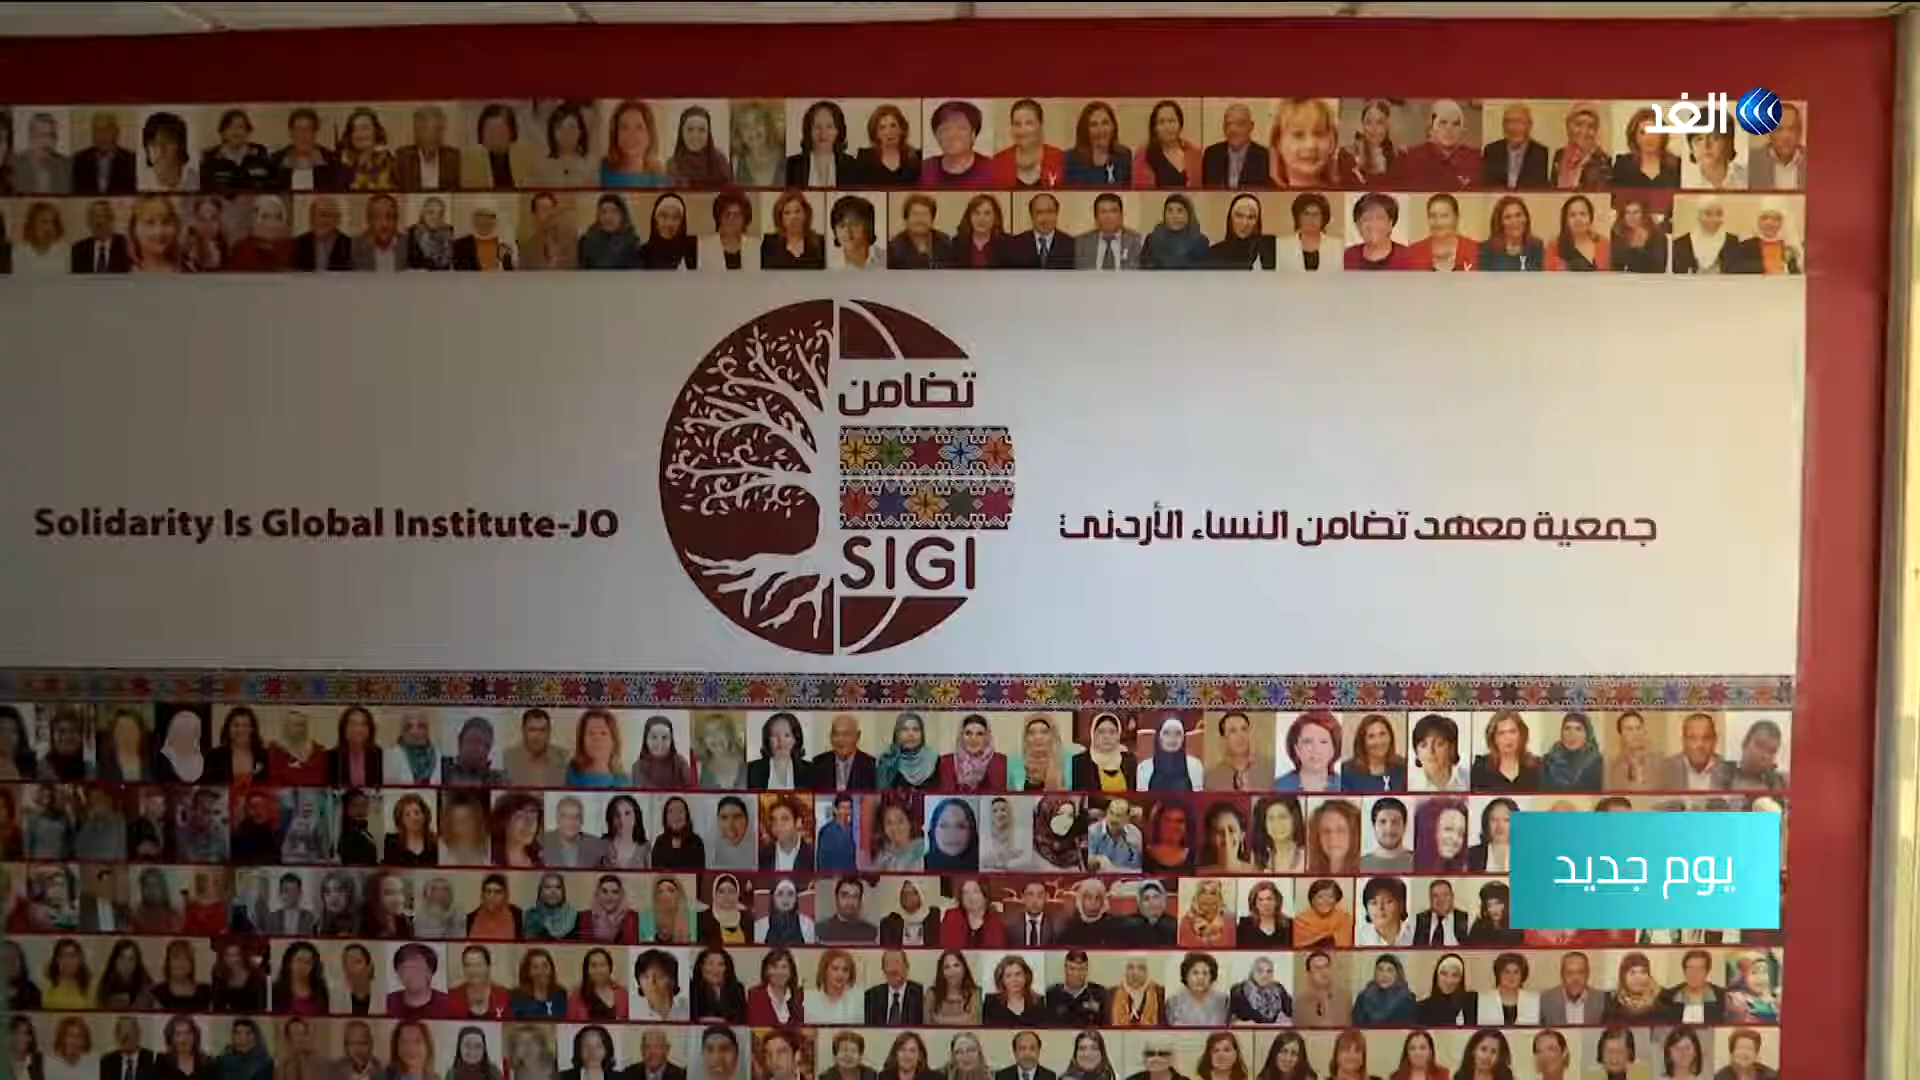 الغد
تضامن
Solidarity Is Global Institute-JO
جمعية معهد تضامن النساء الأردني
SIGI
يوم جديد